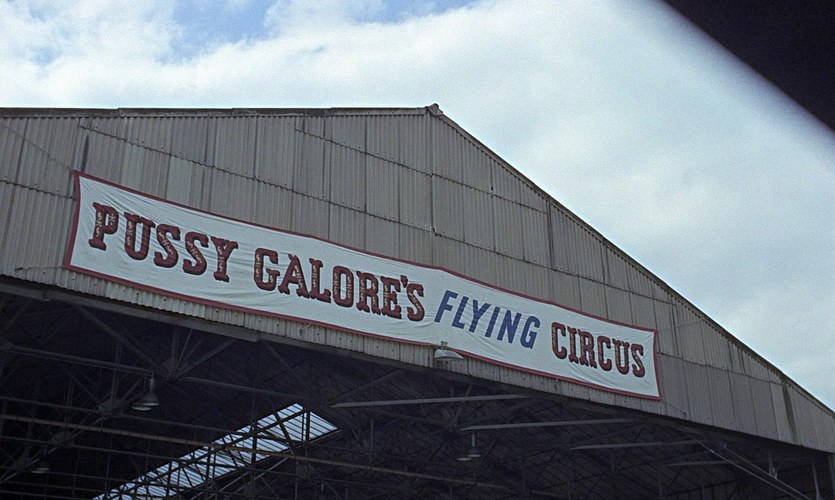 PUSSY GALORE'S FLYING CIRCUS